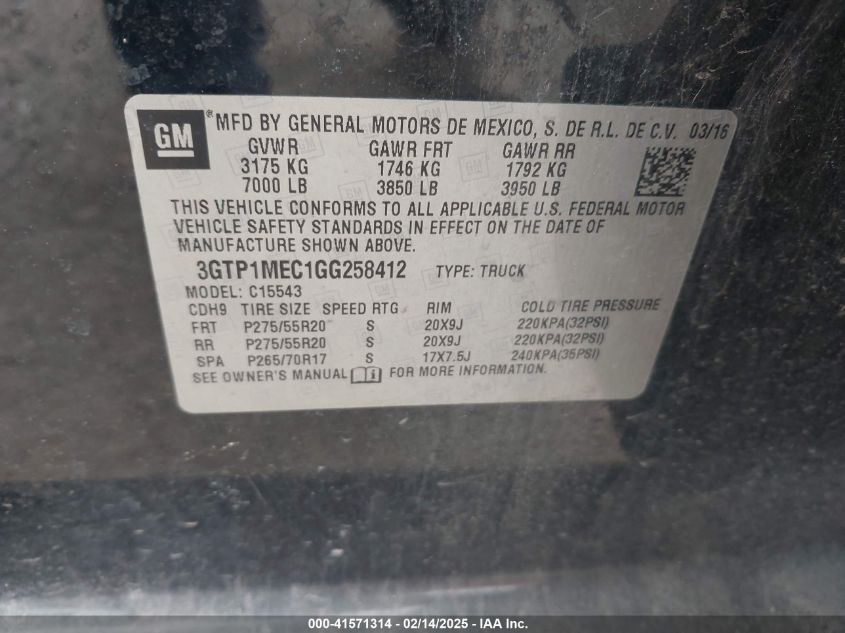 GM ® MFD BY GENERAL MOTORS DE MEXICO, S. DE R.L. DE C.V. 03/16
GVWR GAWR FRT GAWR RR
3175 KG 1746 KG 1792 KG
7000 LB 3850 LB 3950 LB
THIS VEHICLE CONFORMS TO ALL APPLICABLE U.S. FEDERAL MOTOR
VEHICLE SAFETY STANDARDS IN EFFECT ON THE DATE OF
MANUFACTURE SHOWN ABOVE.
3GTP1MEC1GG258412 TYPE: TRUCK
MODEL: C15543
CDH9 TIRE SIZE SPEED RTG RIM COLD TIRE PRESSURE
FRT P275/55R20 S 20X9J 220KPA(32PSI)
RR P275/55R20 S 20X9J 220KPA(32PSI)
SPA P265/70R17 S 17X7.5J 240KPA(35PSI)
SEE OWNER'S MANUAL FOR MORE INFORMATION.
000-41571314 - 02/14/2025 - IAA Inc.